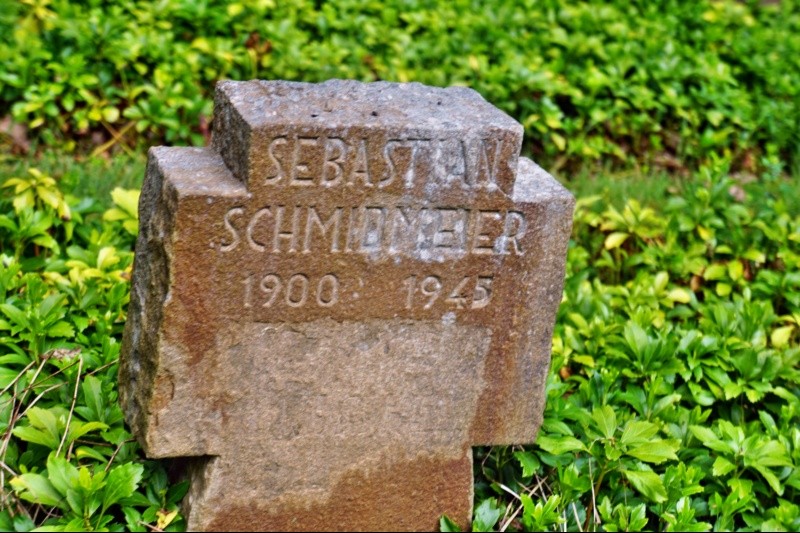 SEBASTIAN
SCHMIDMEIER
1900 1945